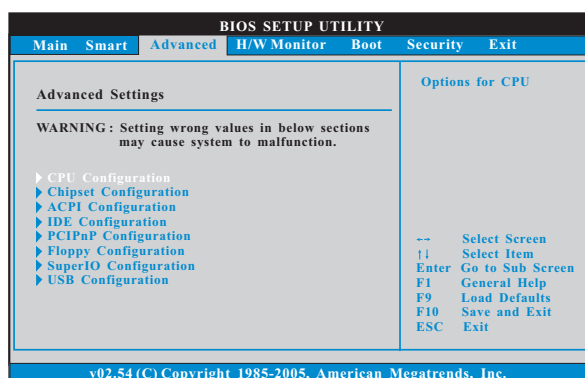 BIOS SETUP UTILITY
Main Smart Advanced H/W Monitor Boot Security Exit
Advanced Settings
WARNING : Setting wrong values in below sections
may cause system to malfunction.
CPU Configuration
Chipset Configuration
ACPI Configuration
IDE Configuration
PCIPnP Configuration
Floppy Configuration
SuperIO Configuration
USB Configuration
Options for CPU
←→ Select Screen
↑↓ Select Item
Enter Go to Sub Screen
F1 General Help
F9 Load Defaults
F10 Save and Exit
ESC Exit
v02.54 (C) Copyright 1985-2005, American Megatrends, Inc.